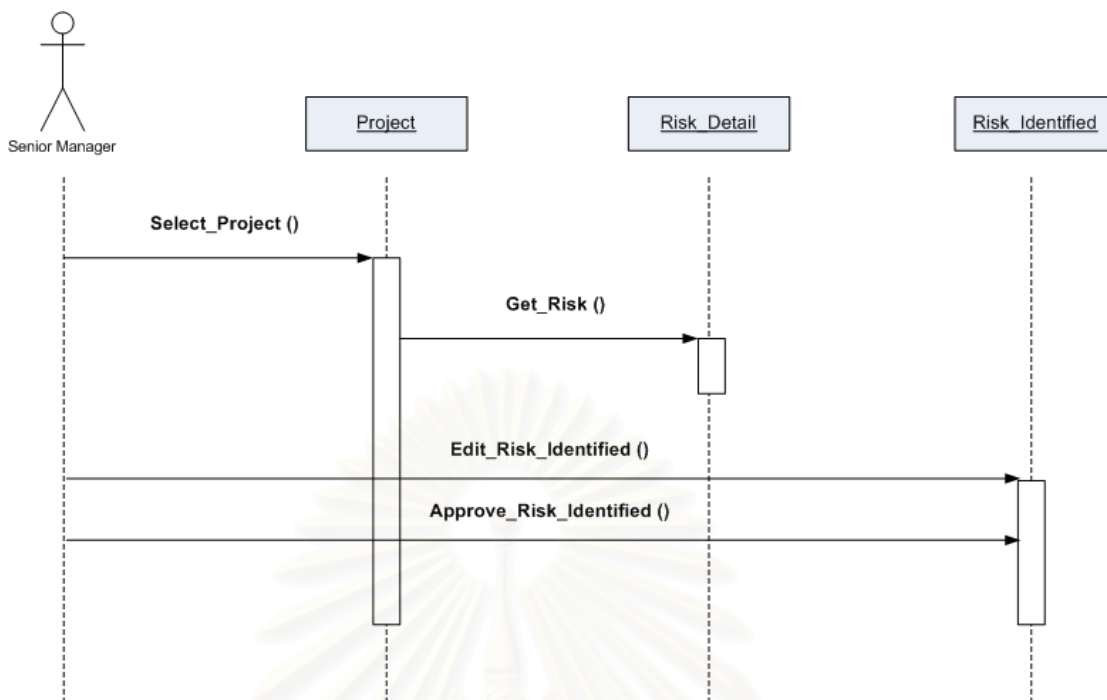 Senior Manager
Project
Risk_Detail
Risk_Identified
Select_Project ()
Get_Risk ()
Edit_Risk_Identified ()
Approve_Risk_Identified ()